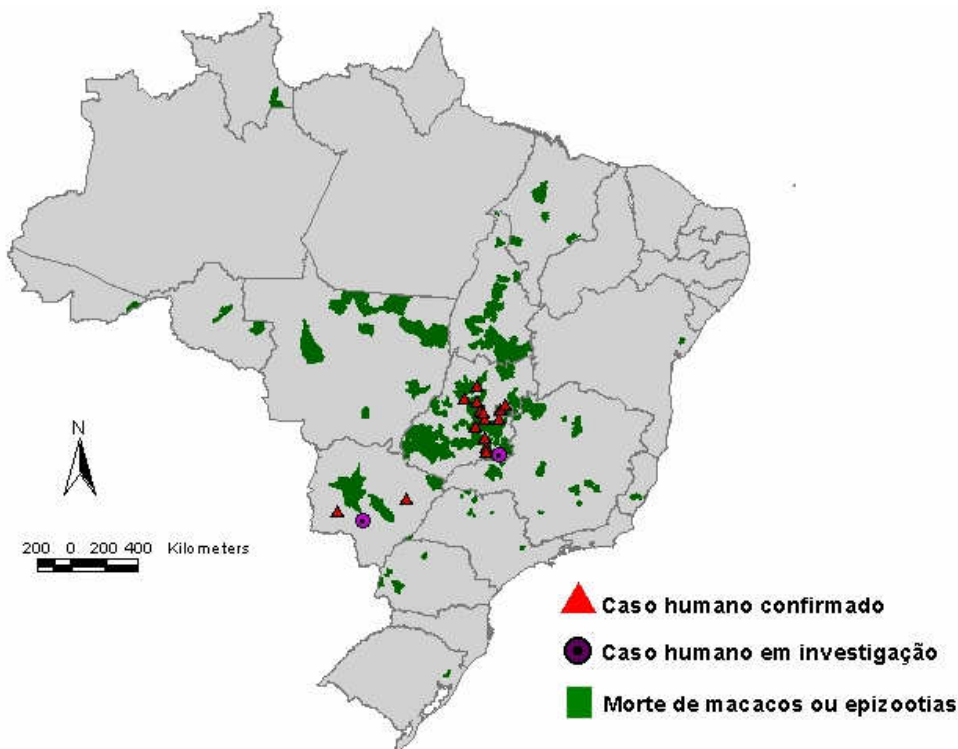 N
200 0 200 400 Kilometers
Caso humano confirmado
Caso humano em investigação
Morte de macacos ou epizootias